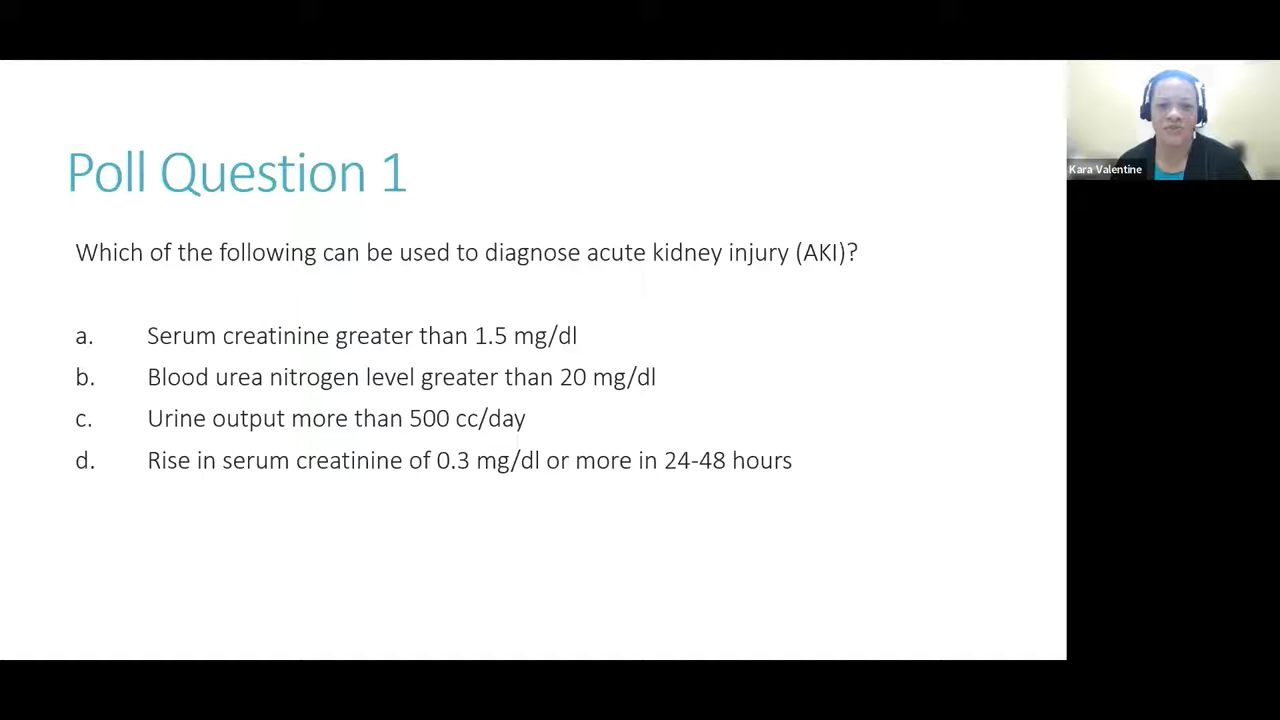 Poll Question 1
Which of the following can be used to diagnose acute kidney injury (AKI)?
a. Serum creatinine greater than 1.5 mg/dl
b. Blood urea nitrogen level greater than 20 mg/dl
c. Urine output more than 500 cc/day
d. Rise in serum creatinine of 0.3 mg/dl or more in 24-48 hours
Kara Valentine